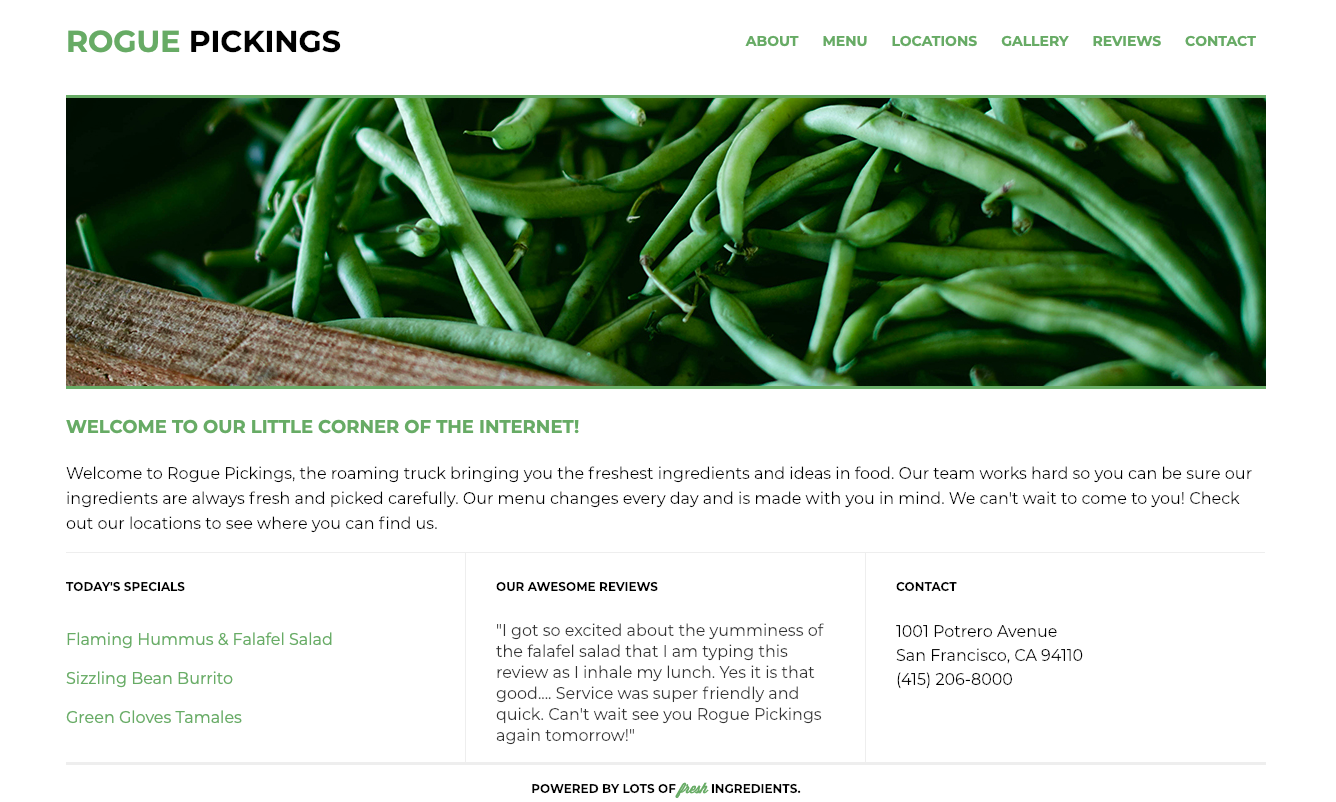 ROGUE PICKINGS
ABOUT MENU LOCATIONS GALLERY REVIEWS CONTACT
WELCOME TO OUR LITTLE CORNER OF THE INTERNET!
Welcome to Rogue Pickings, the roaming truck bringing you the freshest ingredients and ideas in food. Our team works hard so you can be sure our
ingredients are always fresh and picked carefully. Our menu changes every day and is made with you in mind. We can't wait to come to you! Check
out our locations to see where you can find us.
TODAY'S SPECIALS
Flaming Hummus & Falafel Salad
Sizzling Bean Burrito
Green Gloves Tamales
OUR AWESOME REVIEWS
"I got so excited about the yumminess of
the falafel salad that I am typing this
review as I inhale my lunch. Yes it is that
good.... Service was super friendly and
quick. Can't wait see you Rogue Pickings
again tomorrow!"
CONTACT
1001 Potrero Avenue
San Francisco, CA 94110
(415) 206-8000
POWERED BY LOTS OF fresh INGREDIENTS.